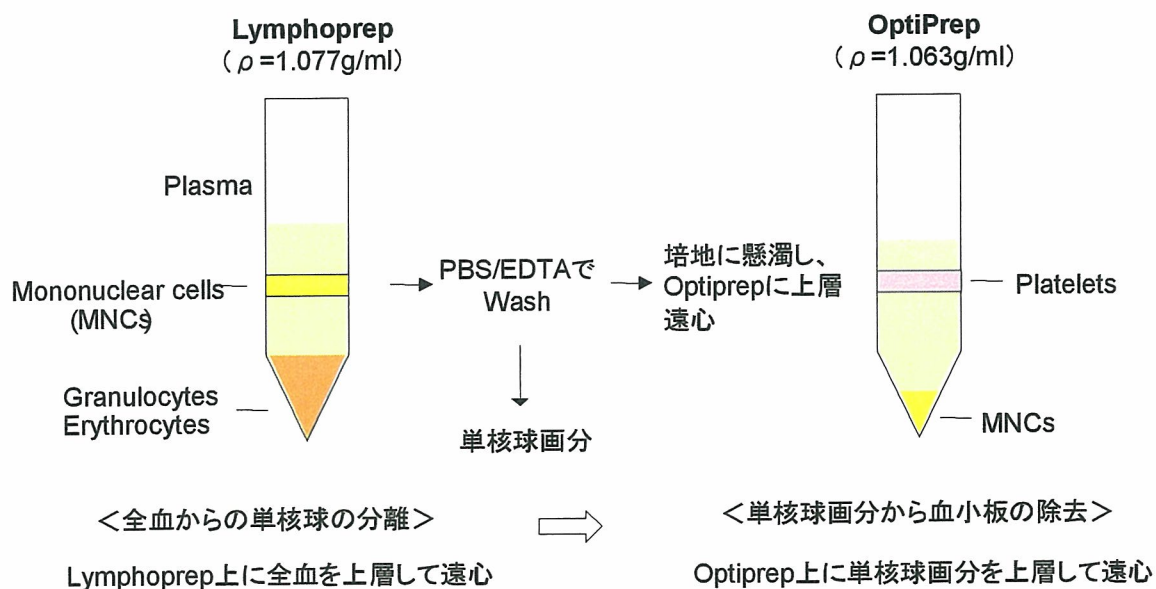 Lymphoprep
(ρ=1.077g/ml)
Plasma
Mononuclear cells
(MNCs)
Granulocytes
Erythrocytes
PBS/EDTAで
Wash
単核球画分
培地に懸濁し、
Optiprepに上層
遠心
OptiPrep
(ρ=1.063g/ml)
Platelets
MNCs
＜全血からの単核球の分離＞
Lymphoprep上に全血を上層して遠心
＜単核球画分から血小板の除去＞
Optiprep上に単核球画分を上層して遠心